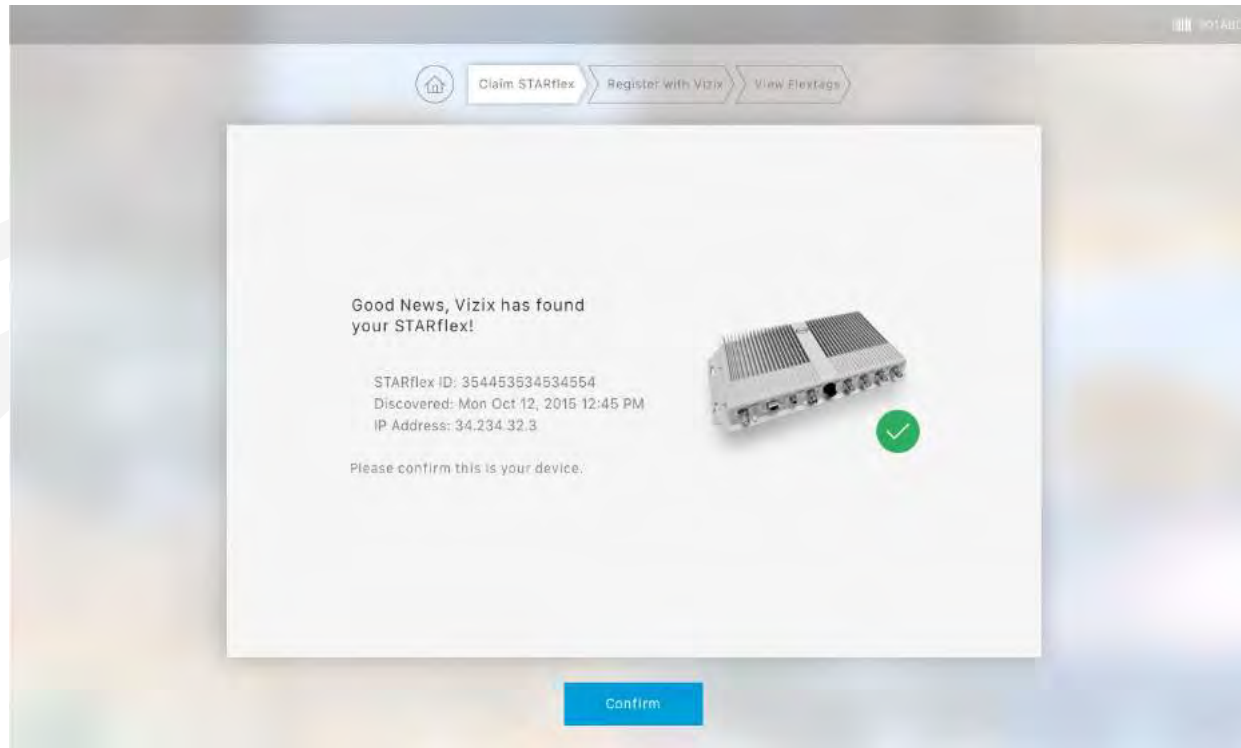 Claim STARflex
Register with Vizix
View Flextags
Good News, Vizix has found
your STARflex!
STARflex ID: 354453534534554
Discovered: Mon Oct 12, 2015 12:45 PM
IP Address: 34.234.32.3
Please confirm this is your device.
Confirm